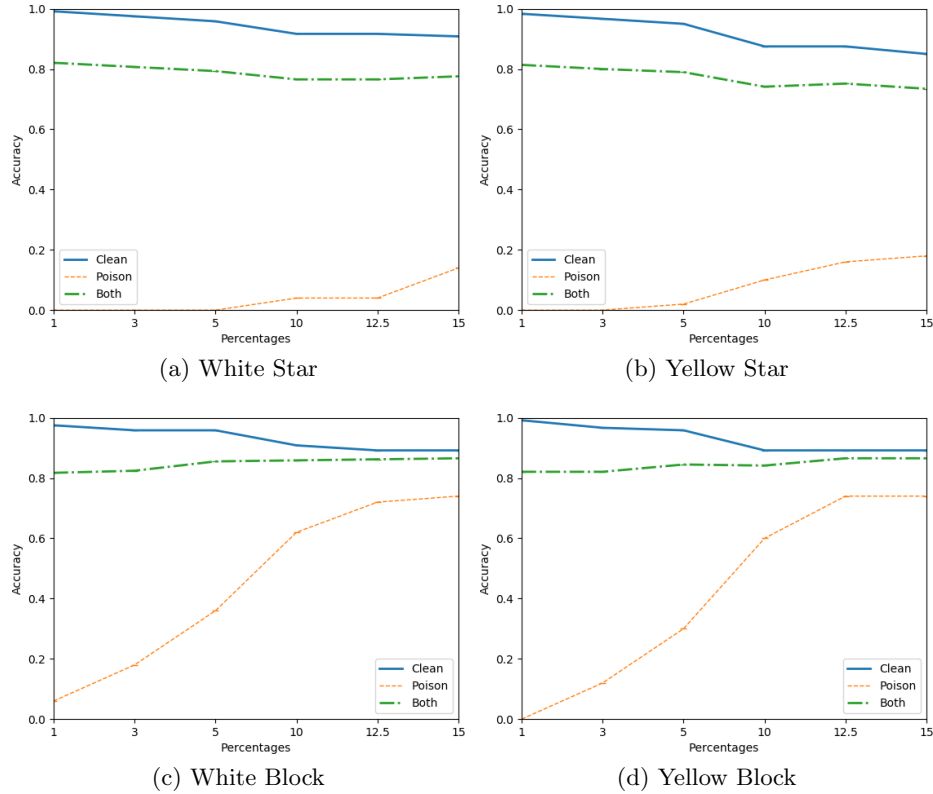 1.0
0.8
0.6
0.4
0.2
0.0
Accuracy
Clean
Poison
Both
1 3 5 10 12.5 15
Percentages
(a) White Star
1.0
0.8
0.6
0.4
0.2
0.0
Accuracy
Clean
Poison
Both
1 3 5 10 12.5 15
Percentages
(b) Yellow Star
1.0
0.8
0.6
0.4
0.2
0.0
Accuracy
Clean
Poison
Both
1 3 5 10 12.5 15
Percentages
(c) White Block
1.0
0.8
0.6
0.4
0.2
0.0
Accuracy
Clean
Poison
Both
1 3 5 10 12.5 15
Percentages
(d) Yellow Block